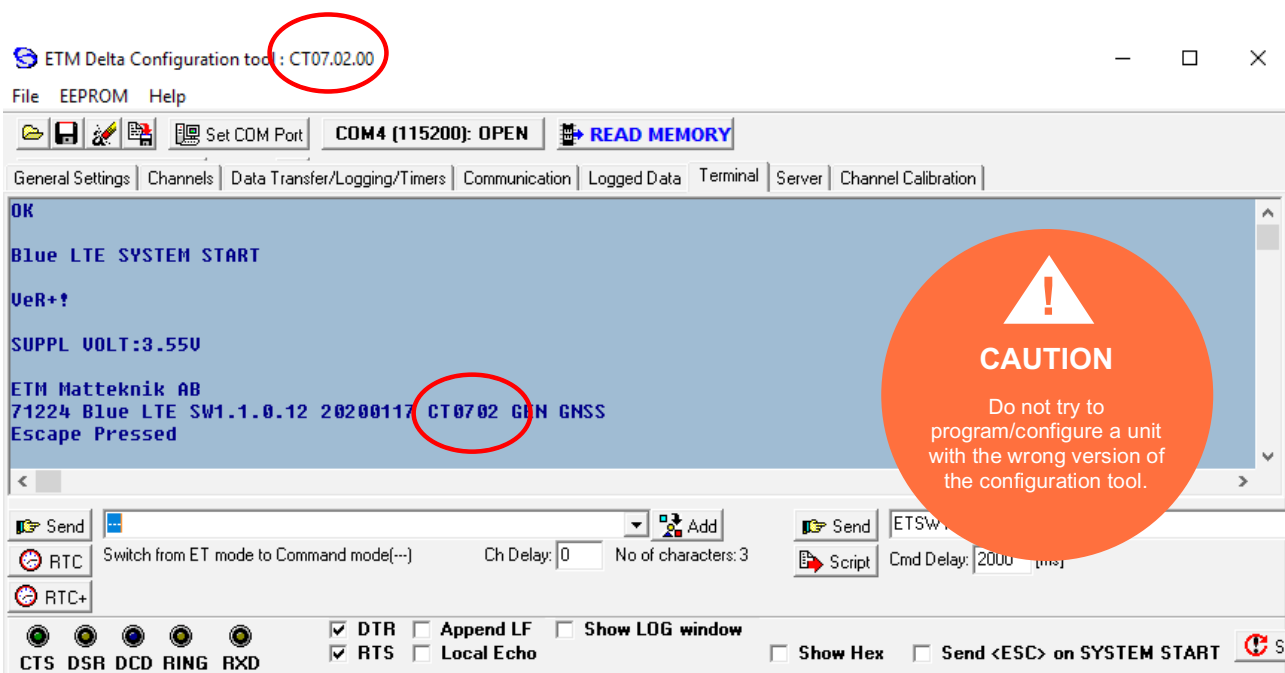 ETM Delta Configuration tool : CT07.02.00
File EEPROM Help
Set COM Port COM4 (115200): OPEN READ MEMORY
General Settings Channels Data Transfer/Logging/Timers Communication Logged Data Terminal Server Channel Calibration
OK
Blue LTE SYSTEM START
VeR+!
SUPPL VOLT:3.55V
ETM Matteknik AB
71224 Blue LTE SW1.1.0.12 20200117 CT0702 GEN GNSS
Escape Pressed
!
CAUTION
Do not try to
program/configure a unit
with the wrong version of
the configuration tool.
Send --- Add Send ETSW
RTC Switch from ET mode to Command mode(---) Ch Delay: 0 No of characters: 3 Script Cmd Delay: 2000 [ms]
RTC+
DTR Append LF Show LOG window
CTS DSR DCD RING RXD RTS Local Echo Show Hex Send <ESC> on SYSTEM START S